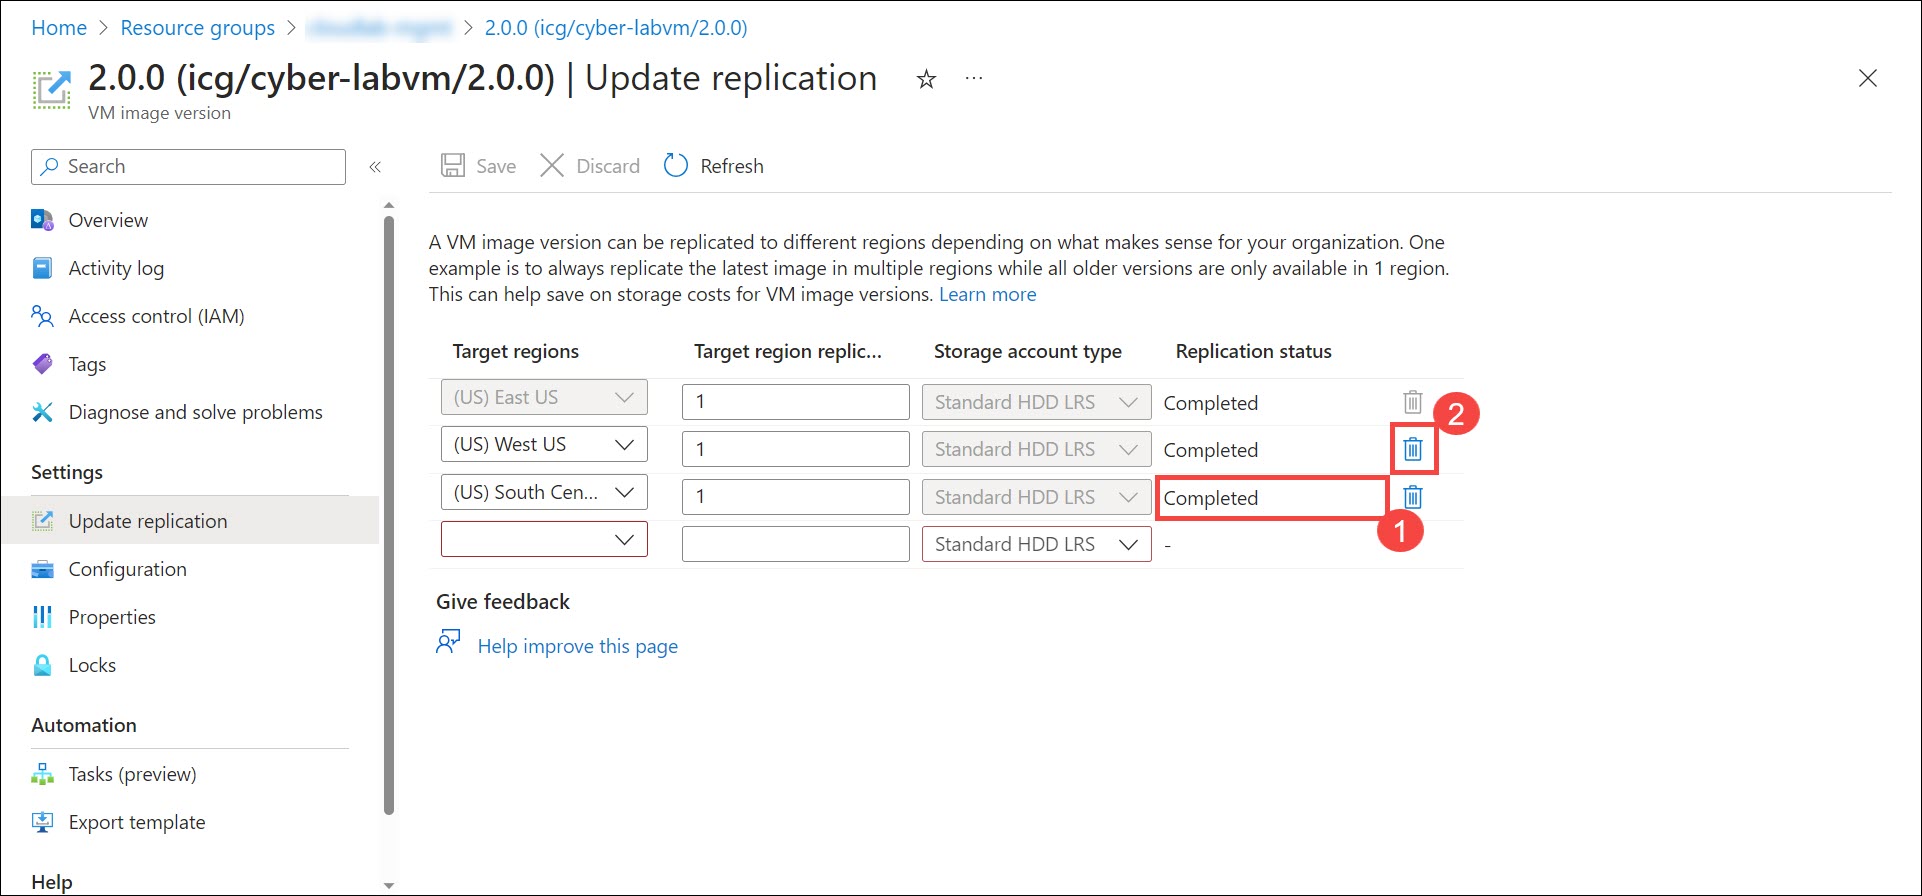 Home > Resource groups > > 2.0.0 (icg/cyber-labvm/2.0.0)
2.0.0 (icg/cyber-labvm/2.0.0) | Update replication
VM image version
Search
Save Discard Refresh
Overview
Activity log
Access control (IAM)
Tags
Diagnose and solve problems
Settings
Update replication
Configuration
Properties
Locks
Automation
Tasks (preview)
Export template
Help
A VM image version can be replicated to different regions depending on what makes sense for your organization. One
example is to always replicate the latest image in multiple regions while all older versions are only available in 1 region.
This can help save on storage costs for VM image versions. Learn more
Target regions Target region replic... Storage account type Replication status
(US) East US 1 Standard HDD LRS Completed
2
(US) West US 1 Standard HDD LRS Completed
(US) South Cen... 1 Standard HDD LRS Completed
1
Standard HDD LRS -
Give feedback
Help improve this page